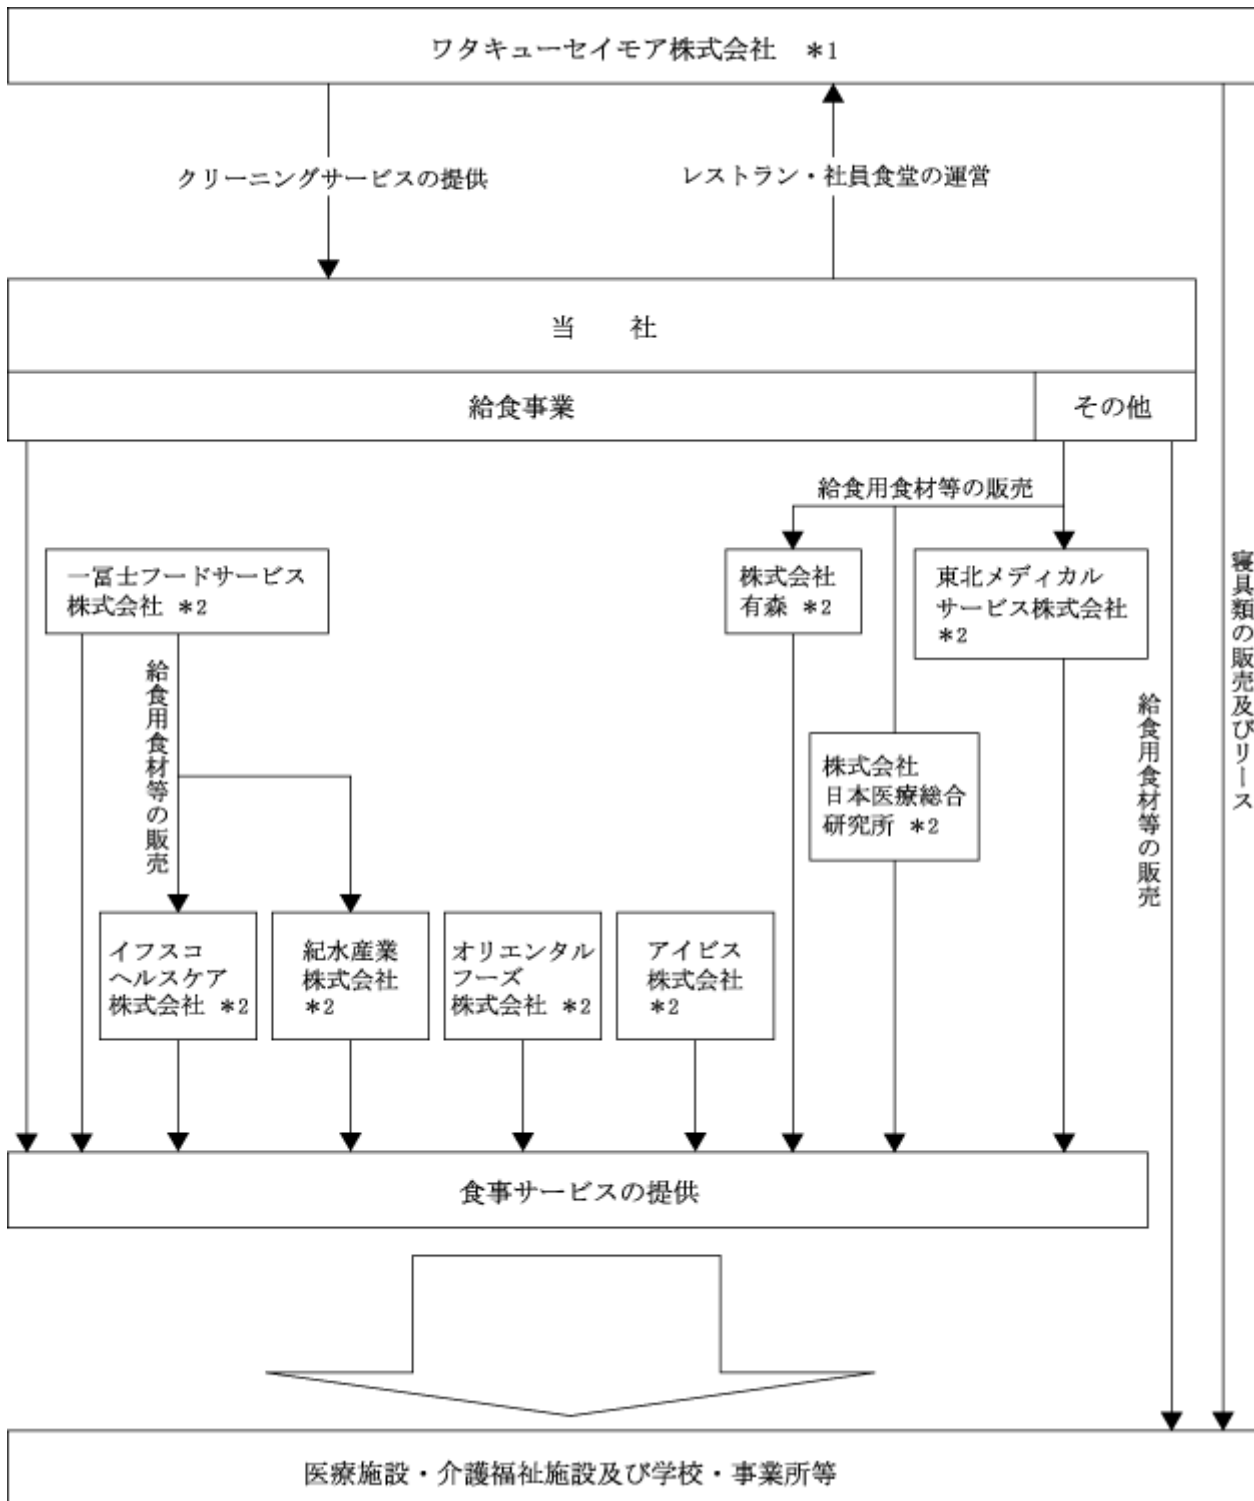 ワタキューセイモア株式会社 *1
クリーニングサービスの提供
レストラン・社員食堂の運営
当 社
給食事業
その他
給食用食材等の販売
一冨士フードサービス
株式会社 *2
株式会社
有森 *2
東北メディカル
サービス株式会社
*2
寝具類の販売及びリース
給食用食材等の販売
給食用食材等の販売
株式会社
日本医療総合
研究所 *2
イフスコ
ヘルスケア
株式会社 *2
紀水産業
株式会社
*2
オリエンタル
フーズ
株式会社 *2
アイビス
株式会社
*2
食事サービスの提供
医療施設・介護福祉施設及び学校・事業所等